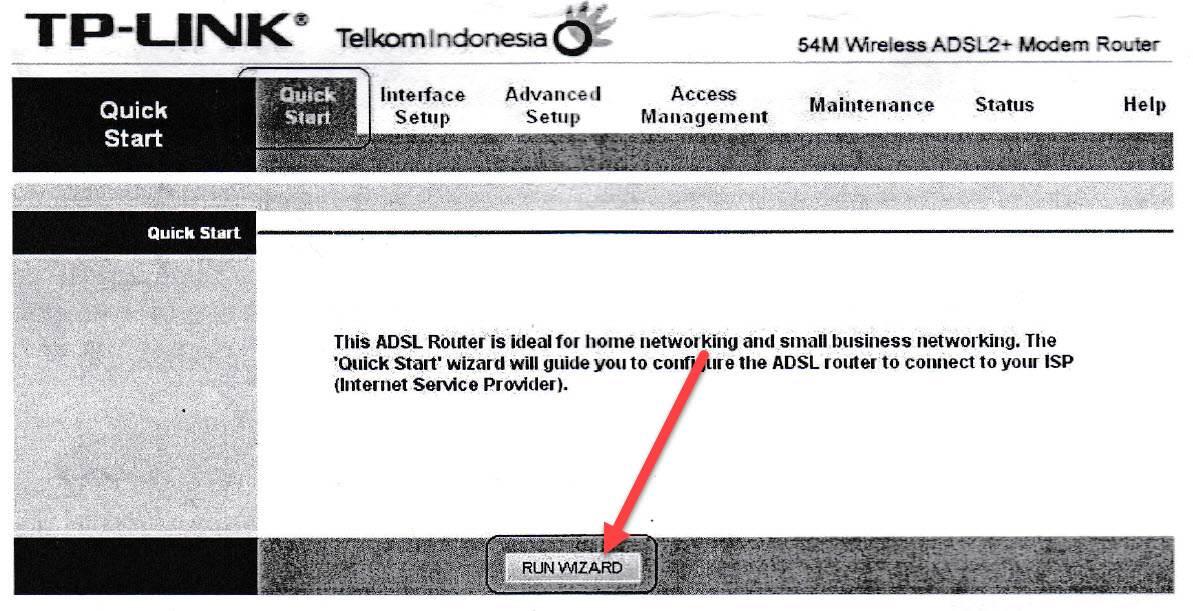 TP-LINK®
TelkomIndonesia
54M Wireless ADSL2+ Modem Router
Quick
Start
Quick
Start
Interface
Setup
Advanced
Setup
Access
Management
Maintenance
Status
Help
Quick Start
This ADSL Router is ideal for home networking and small business networking. The
'Quick Start' wizard will guide you to configure the ADSL router to connect to your ISP
(Internet Service Provider).
RUN WIZARD